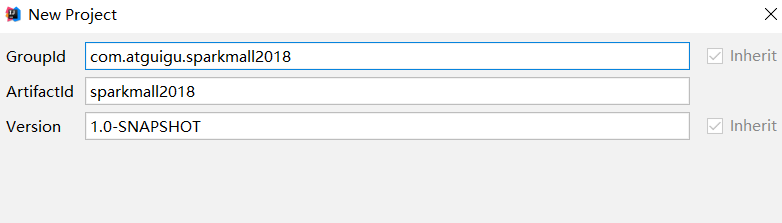 New Project
GroupId com.atguigu.sparkmall2018 Inherit
ArtifactId sparkmall2018
Version 1.0-SNAPSHOT Inherit